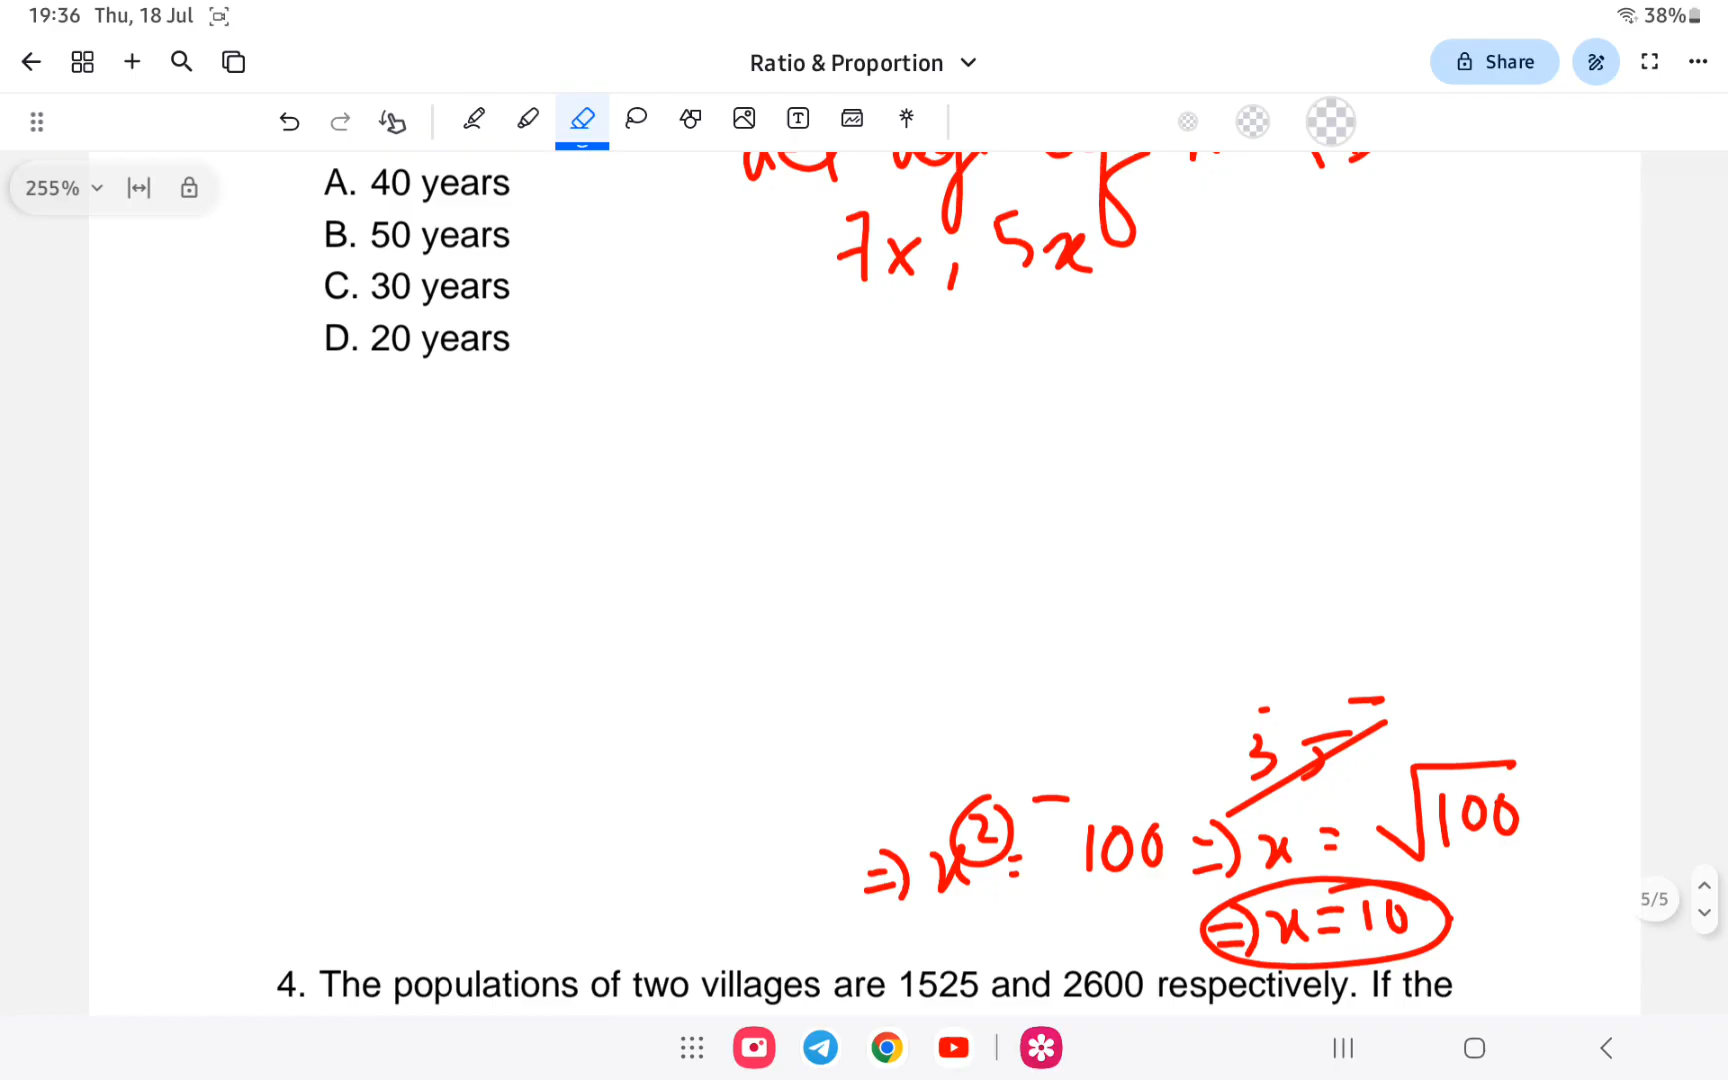 19:36 Thu, 18 Jul 38%
Ratio & Proportion Share
T
255%
A. 40 years
B. 50 years
C. 30 years
D. 20 years
7x, 5x
35
⇒ x² = 100 ⇒ x = √100
⇒ x = 10
5/5
4. The populations of two villages are 1525 and 2600 respectively. If the